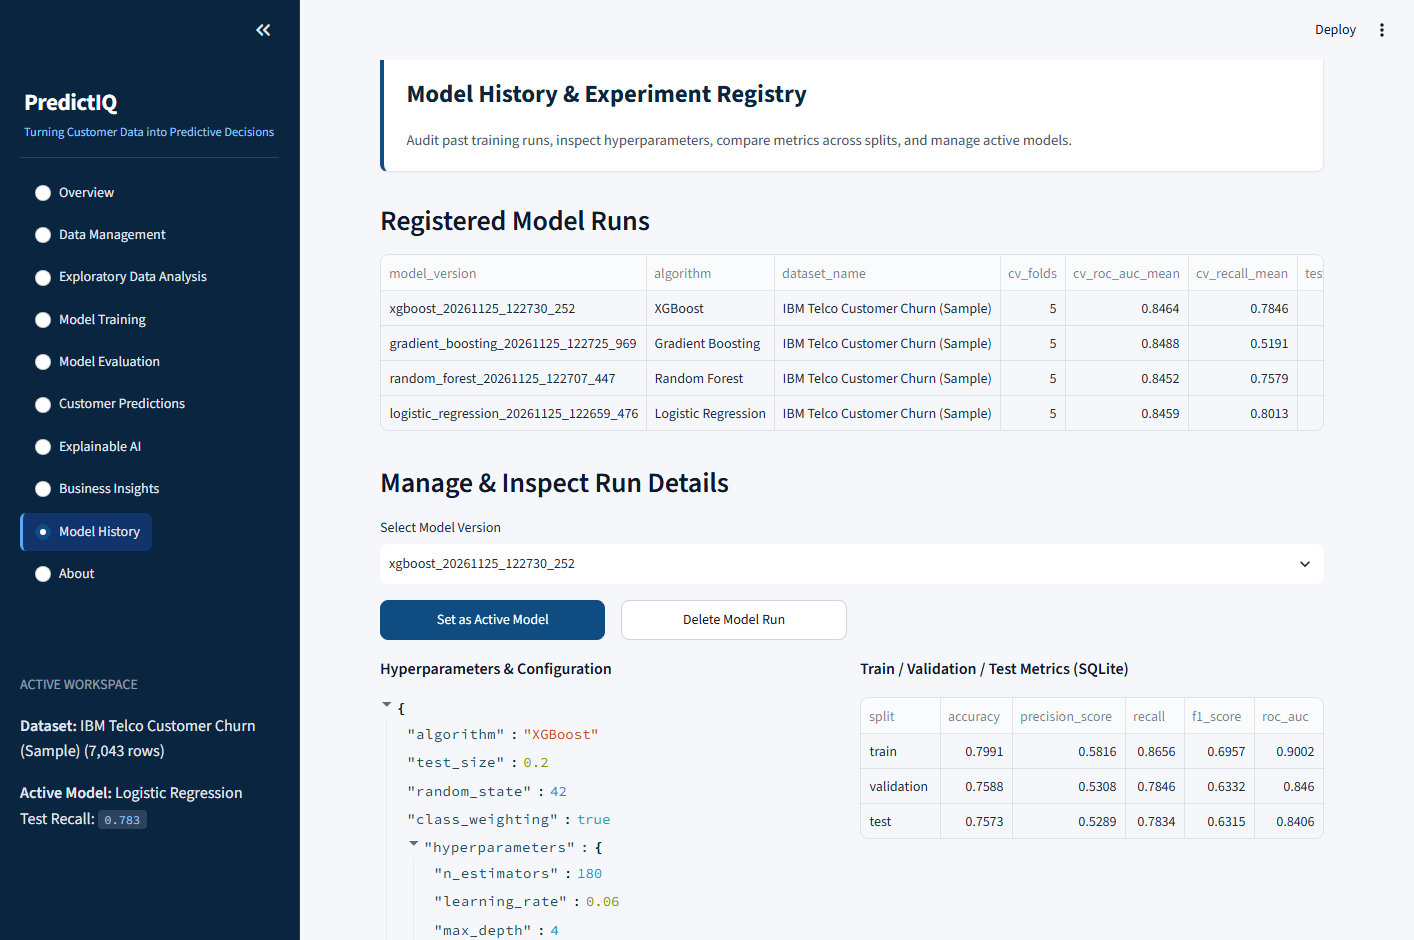 Deploy
PredictIQ
Turning Customer Data into Predictive Decisions
Overview
Data Management
Exploratory Data Analysis
Model Training
Model Evaluation
Customer Predictions
Explainable AI
Business Insights
Model History
About
ACTIVE WORKSPACE
Dataset: IBM Telco Customer Churn
(Sample) (7,043 rows)
Active Model: Logistic Regression
Test Recall: 0.783
Model History & Experiment Registry
Audit past training runs, inspect hyperparameters, compare metrics across splits, and manage active models.
Registered Model Runs
model_version algorithm dataset_name cv_folds cv_roc_auc_mean cv_recall_mean tes
xgboost_20261125_122730_252 XGBoost IBM Telco Customer Churn (Sample) 5 0.8464 0.7846
gradient_boosting_20261125_122725_969 Gradient Boosting IBM Telco Customer Churn (Sample) 5 0.8488 0.5191
random_forest_20261125_122707_447 Random Forest IBM Telco Customer Churn (Sample) 5 0.8452 0.7579
logistic_regression_20261125_122659_476 Logistic Regression IBM Telco Customer Churn (Sample) 5 0.8459 0.8013
Manage & Inspect Run Details
Select Model Version
xgboost_20261125_122730_252
Set as Active Model Delete Model Run
Hyperparameters & Configuration
{
"algorithm" : "XGBoost"
"test_size" : 0.2
"random_state" : 42
"class_weighting" : true
"hyperparameters" : {
"n_estimators" : 180
"learning_rate" : 0.06
"max_depth" : 4
Train / Validation / Test Metrics (SQLite)
split accuracy precision_score recall f1_score roc_auc
train 0.7991 0.5816 0.8656 0.6957 0.9002
validation 0.7588 0.5308 0.7846 0.6332 0.846
test 0.7573 0.5289 0.7834 0.6315 0.8406